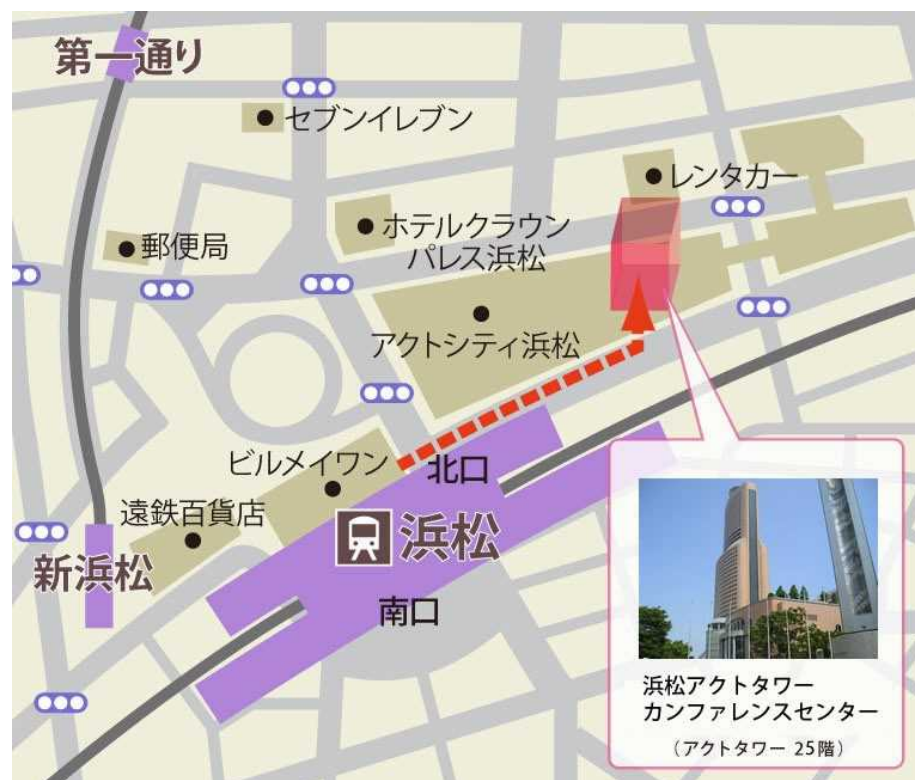 第一通り
セブンイレブン
レンタカー
ホテルクラウン
パレス浜松
郵便局
アクトシティ浜松
ビルメイワン
北口
遠鉄百貨店
浜松
新浜松
南口
浜松アクトタワー
カンファレンスセンター
（アクトタワー 25階）